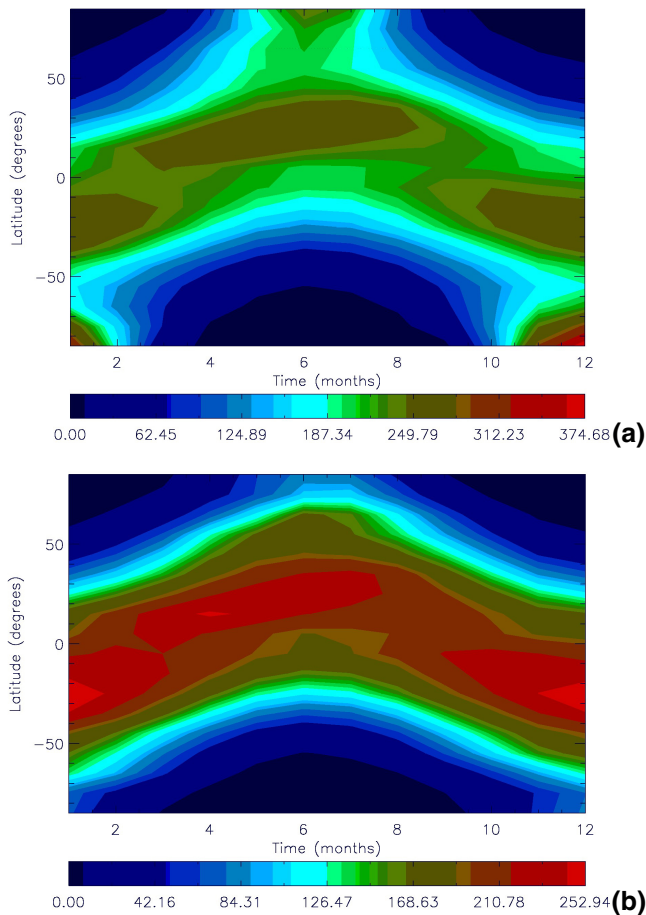 50
0
−50
Latitude (degrees)
2 4 6 8 10 12
Time (months)
0.00 62.45 124.89 187.34 249.79 312.23 374.68 (a)
50
0
−50
Latitude (degrees)
2 4 6 8 10 12
Time (months)
0.00 42.16 84.31 126.47 168.63 210.78 252.94 (b)